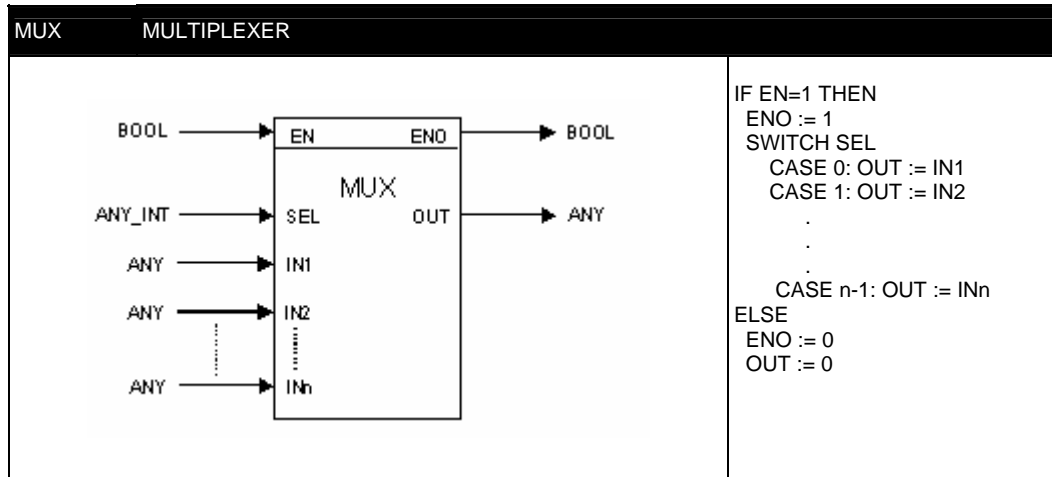 MUX MULTIPLEXER
BOOL EN ENO BOOL
MUX
ANY_INT SEL OUT ANY
ANY IN1
ANY IN2
ANY INn
IF EN=1 THEN
ENO := 1
SWITCH SEL
CASE 0: OUT := IN1
CASE 1: OUT := IN2
.
.
.
CASE n-1: OUT := INn
ELSE
ENO := 0
OUT := 0